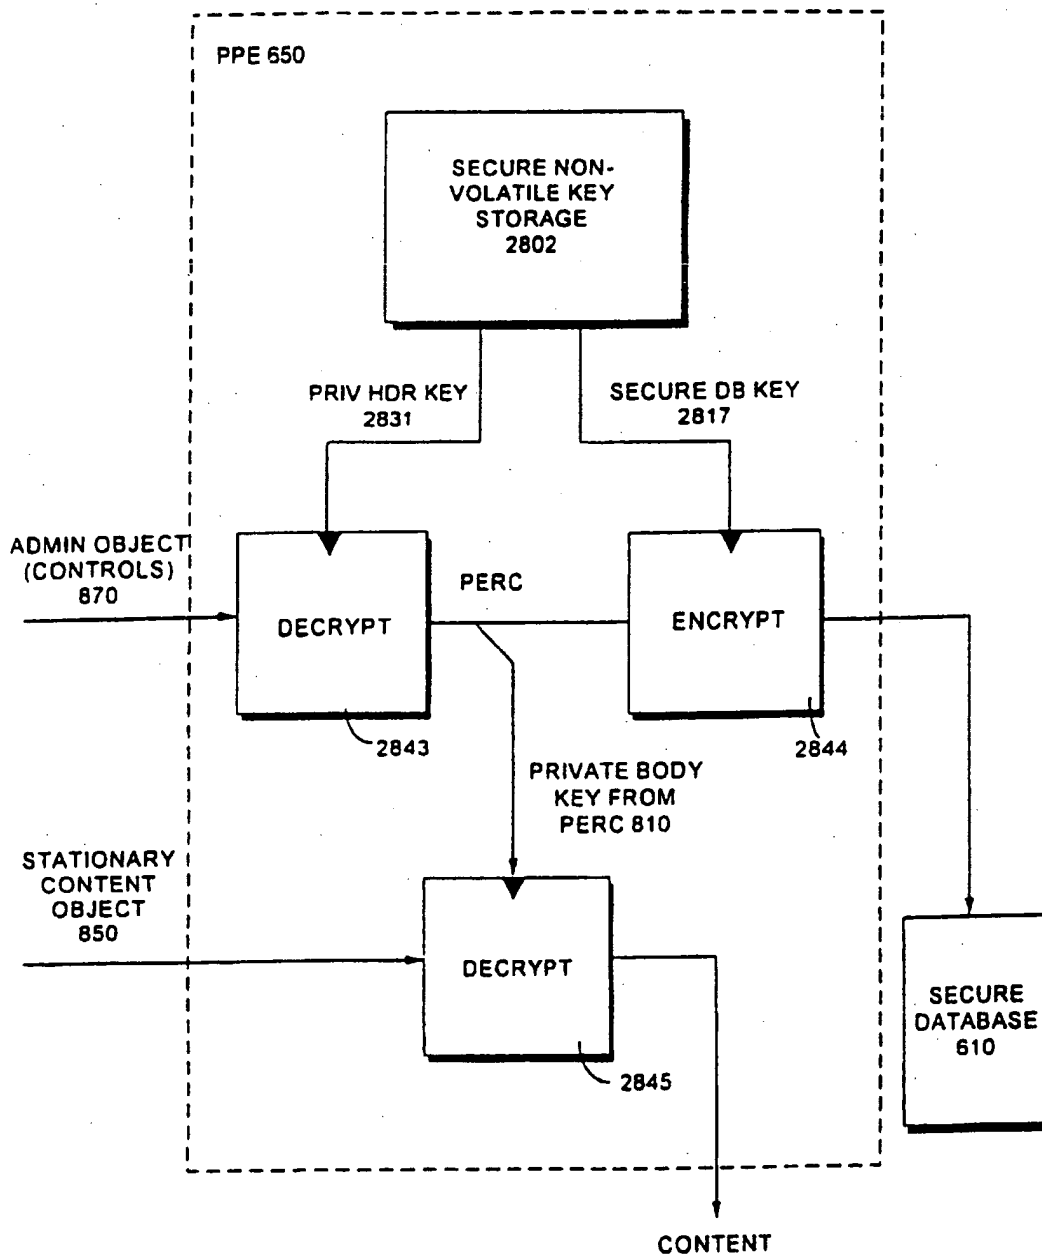 PPE 650
SECURE NON-
VOLATILE KEY
STORAGE
2802
PRIV HDR KEY
2831
SECURE DB KEY
2817
ADMIN OBJECT
(CONTROLS)
870
DECRYPT
PERC
ENCRYPT
2843
2844
PRIVATE BODY
KEY FROM
PERC 810
STATIONARY
CONTENT
OBJECT
850
DECRYPT
2845
SECURE
DATABASE
610
CONTENT